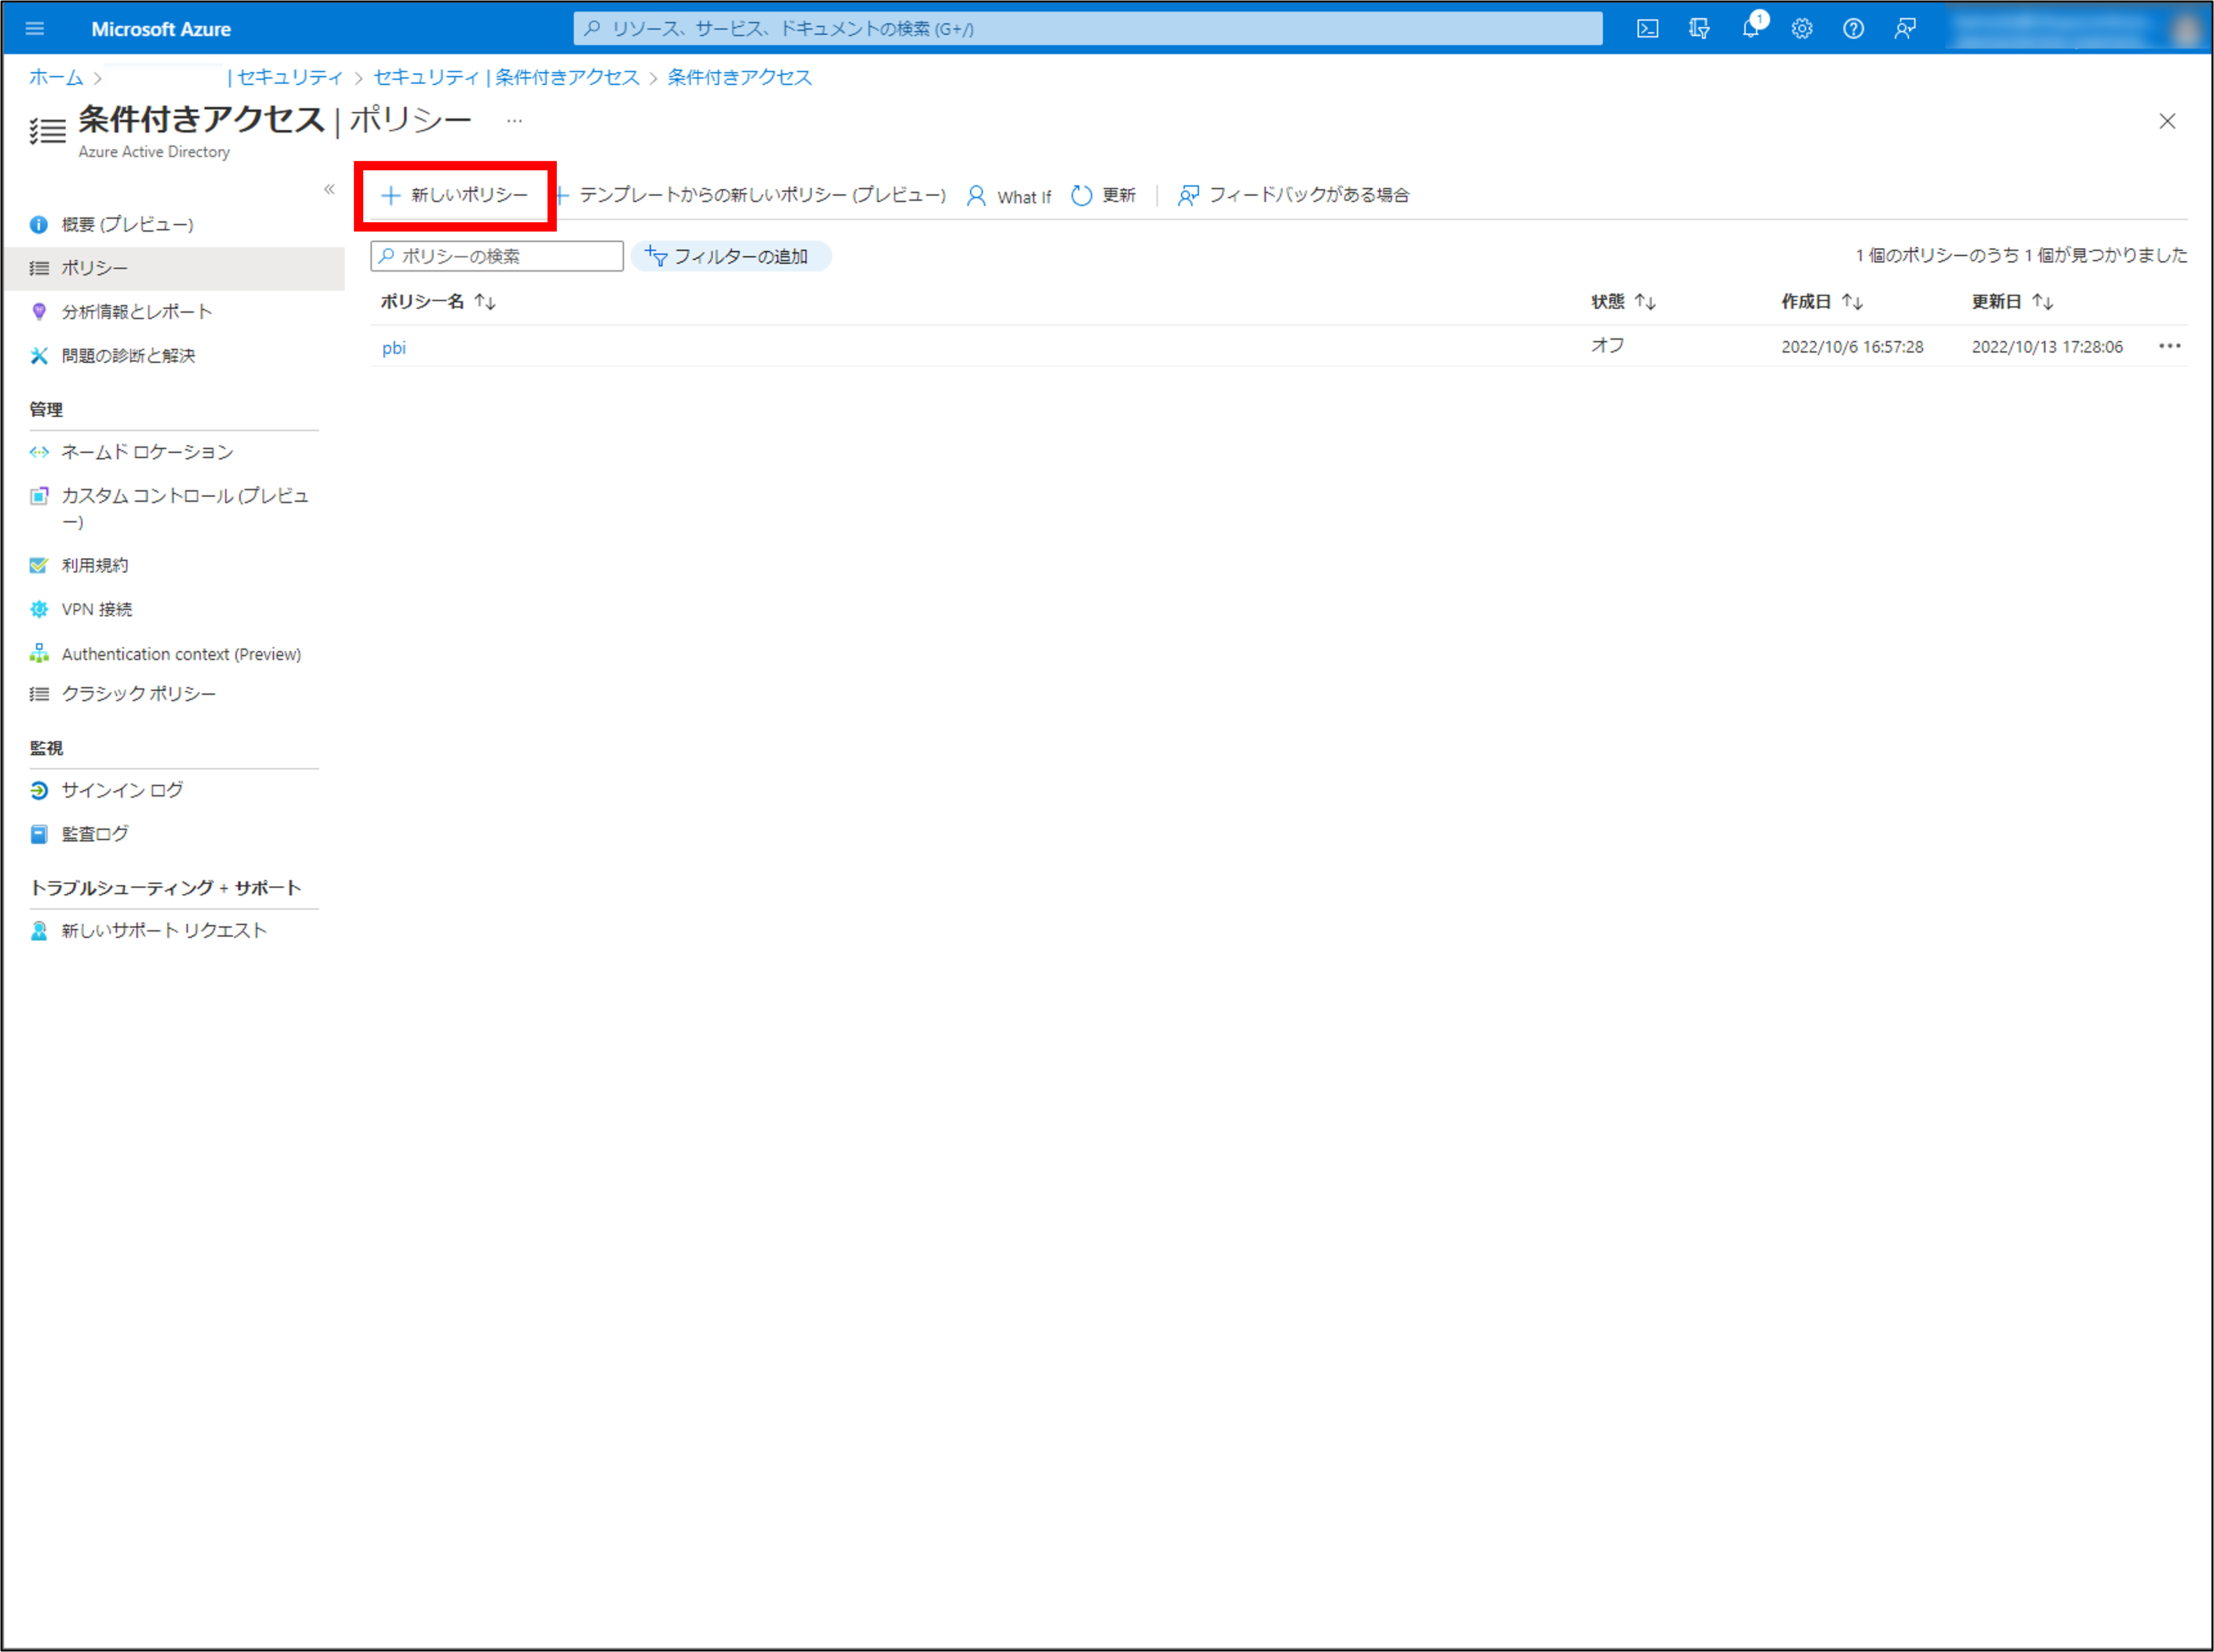 Microsoft Azure
リソース、サービス、ドキュメントの検索 (G+/)
1
ホーム > | セキュリティ > セキュリティ | 条件付きアクセス > 条件付きアクセス
条件付きアクセス | ポリシー ...
Azure Active Directory
«
+ 新しいポリシー + テンプレートからの新しいポリシー (プレビュー) What If 更新 | フィードバックがある場合
概要 (プレビュー)
ポリシー
分析情報とレポート
問題の診断と解決
管理
ネームド ロケーション
カスタム コントロール (プレビュ
ー)
利用規約
VPN 接続
Authentication context (Preview)
クラシック ポリシー
監視
サインイン ログ
監査ログ
トラブルシューティング + サポート
新しいサポート リクエスト
ポリシーの検索
フィルターの追加
1 個のポリシーのうち 1 個が見つかりました
ポリシー名 ↑↓ 状態 ↑↓ 作成日 ↑↓ 更新日 ↑↓
pbi オフ 2022/10/6 16:57:28 2022/10/13 17:28:06 •••